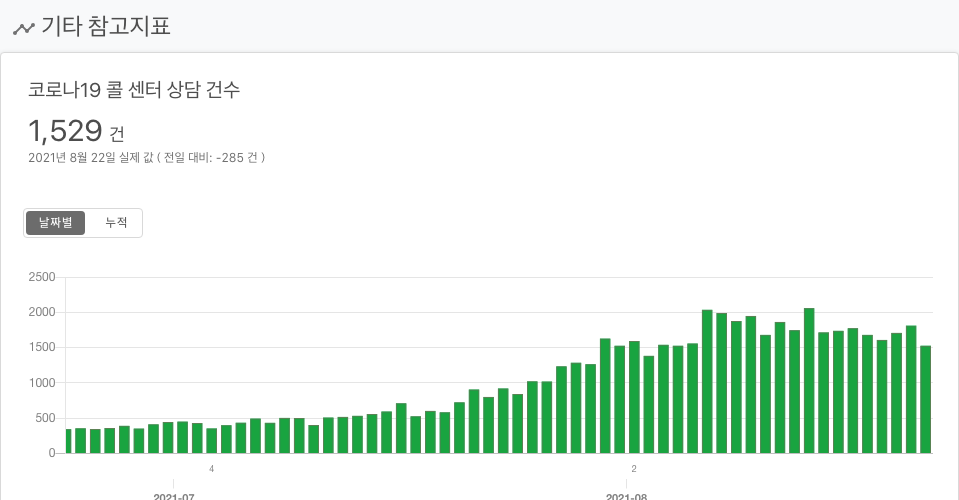 기타 참고지표
코로나19 콜 센터 상담 건수
1,529 건
2021년 8월 22일 실제 값 ( 전일 대비: -285 건 )
날짜별 누적
2500
2000
1500
1000
500
0
4 2
2021-07 2021-08